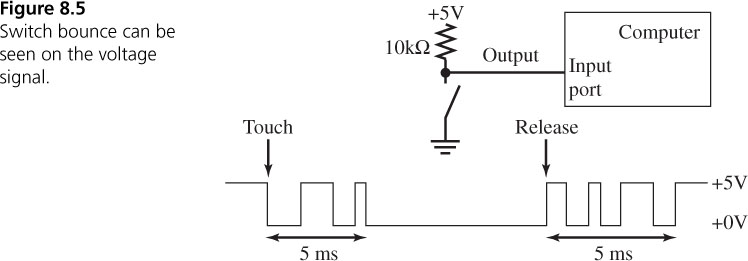 Figure 8.5
Switch bounce can be
seen on the voltage
signal.
+5V
10kΩ
Output
Computer
Input
port
Touch
Release
+5V
+0V
5 ms
5 ms